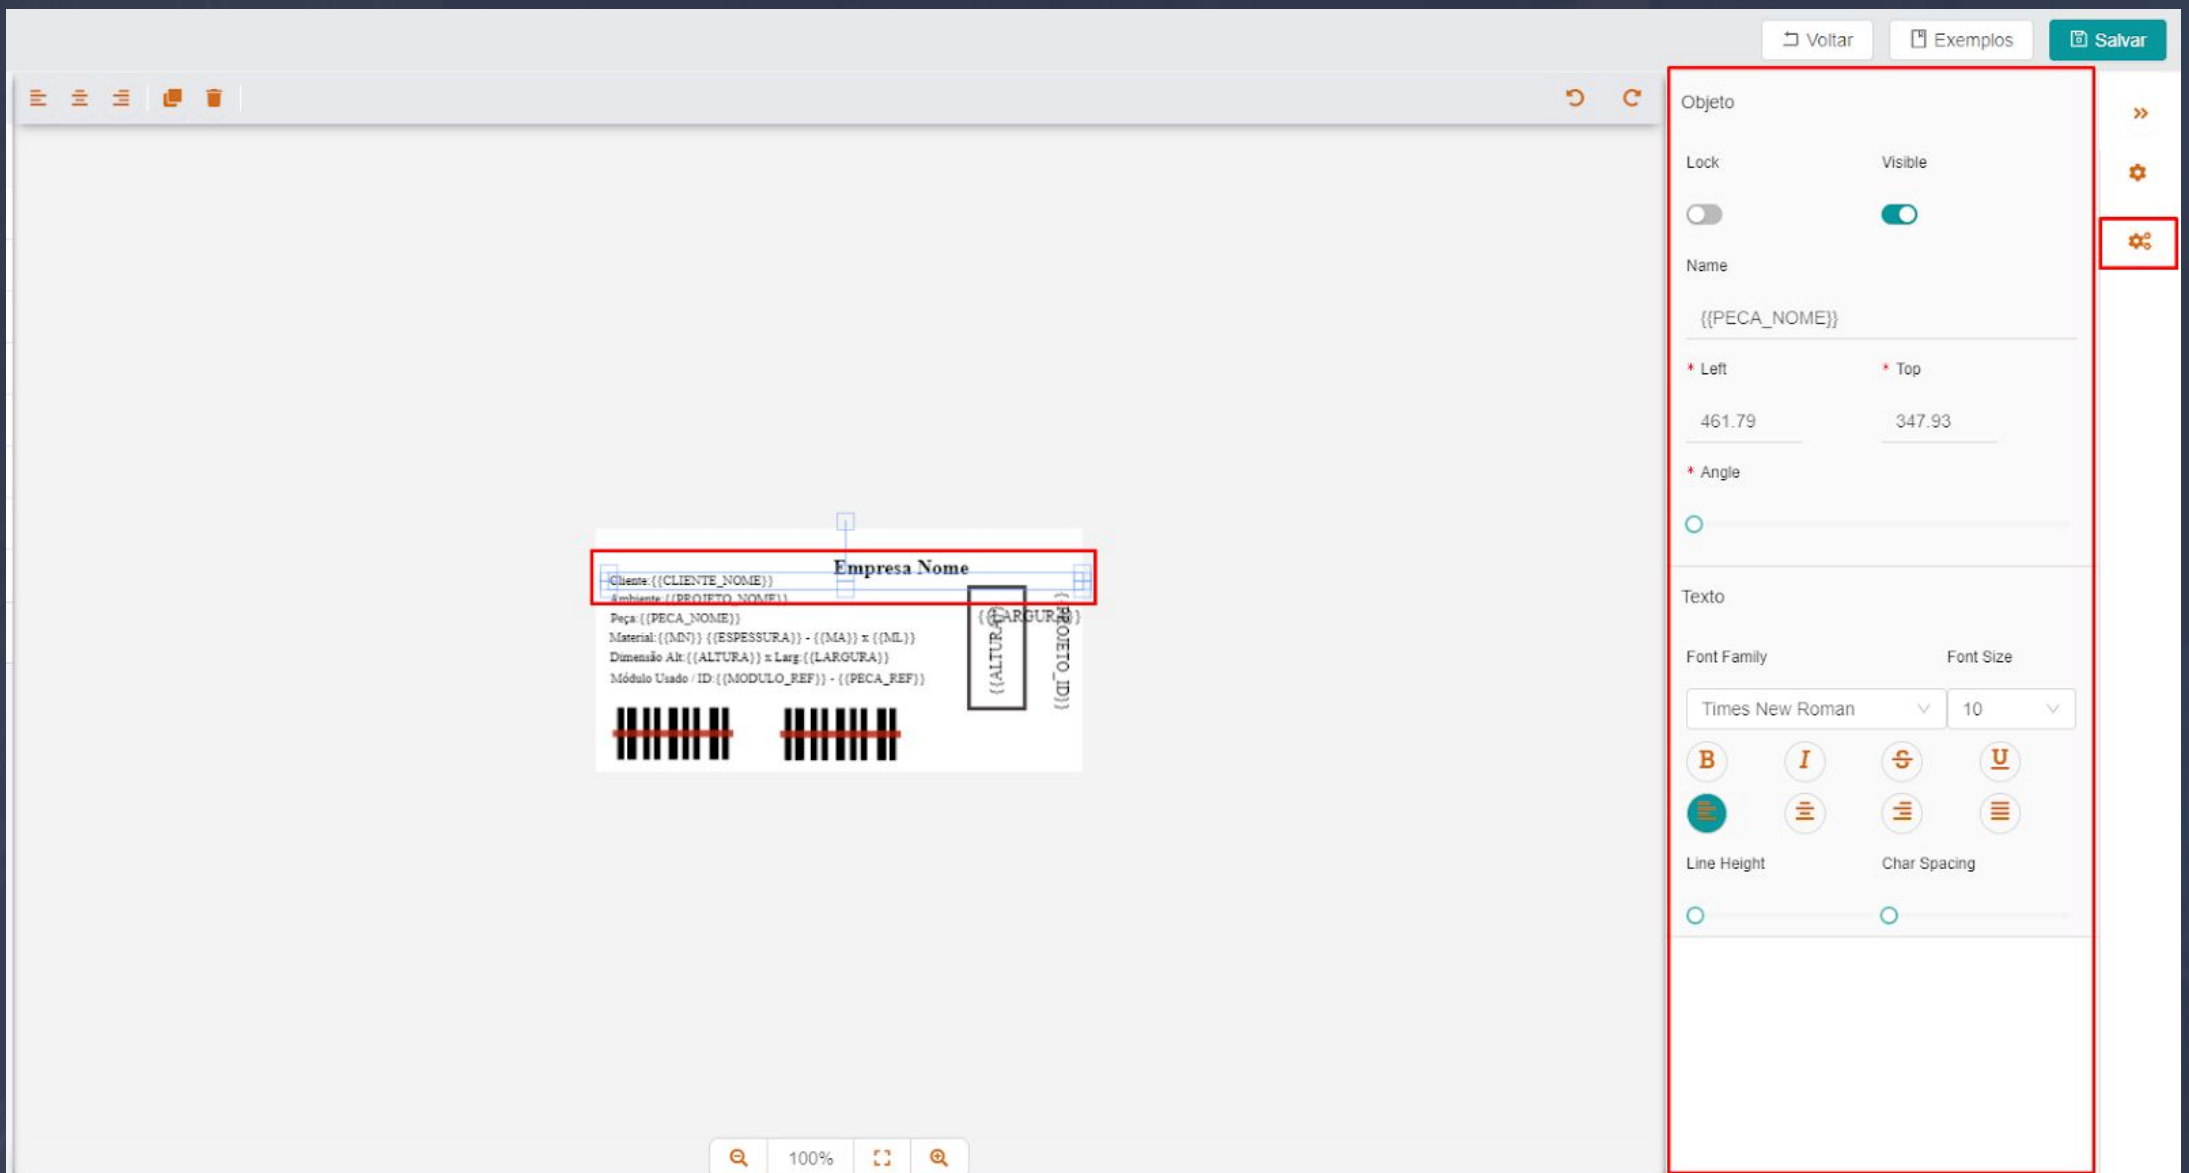 Voltar
Exemplos
Salvar
Objeto
Lock Visible
Name
{{PECA_NOME}}
* Left * Top
461.79 347.93
* Angle
Empresa Nome
Cliente:{{CLIENTE_NOME}}
Ambiente:{{PROJETO_NOME}}
Peça:{{PECA_NOME}}
Material:{{MN}} {{ESPESSURA}} - {{MA}} x {{ML}}
Dimensão Alt:{{ALTURA}} x Larg:{{LARGURA}}
Módulo Usado / ID:{{MODULO_REF}} - {{PECA_REF}}
{{LARGURA}}
{{ALTURA}}
{{PROJETO_ID}}
Texto
Font Family Font Size
Times New Roman 10
B I S U
Line Height Char Spacing
100%